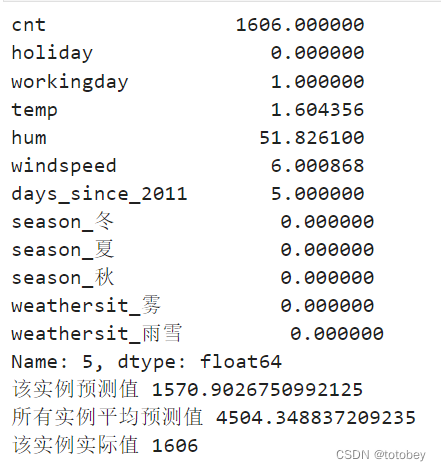 cnt 1606.000000
holiday 0.000000
workingday 1.000000
temp 1.604356
hum 51.826100
windspeed 6.000868
days_since_2011 5.000000
season_冬 0.000000
season_夏 0.000000
season_秋 0.000000
weathersit_雾 0.000000
weathersit_雨雪 0.000000
Name: 5, dtype: float64
该实例预测值 1570.9026750992125
所有实例平均预测值 4504.348837209235
该实例实际值 1606
CSDN @totobey